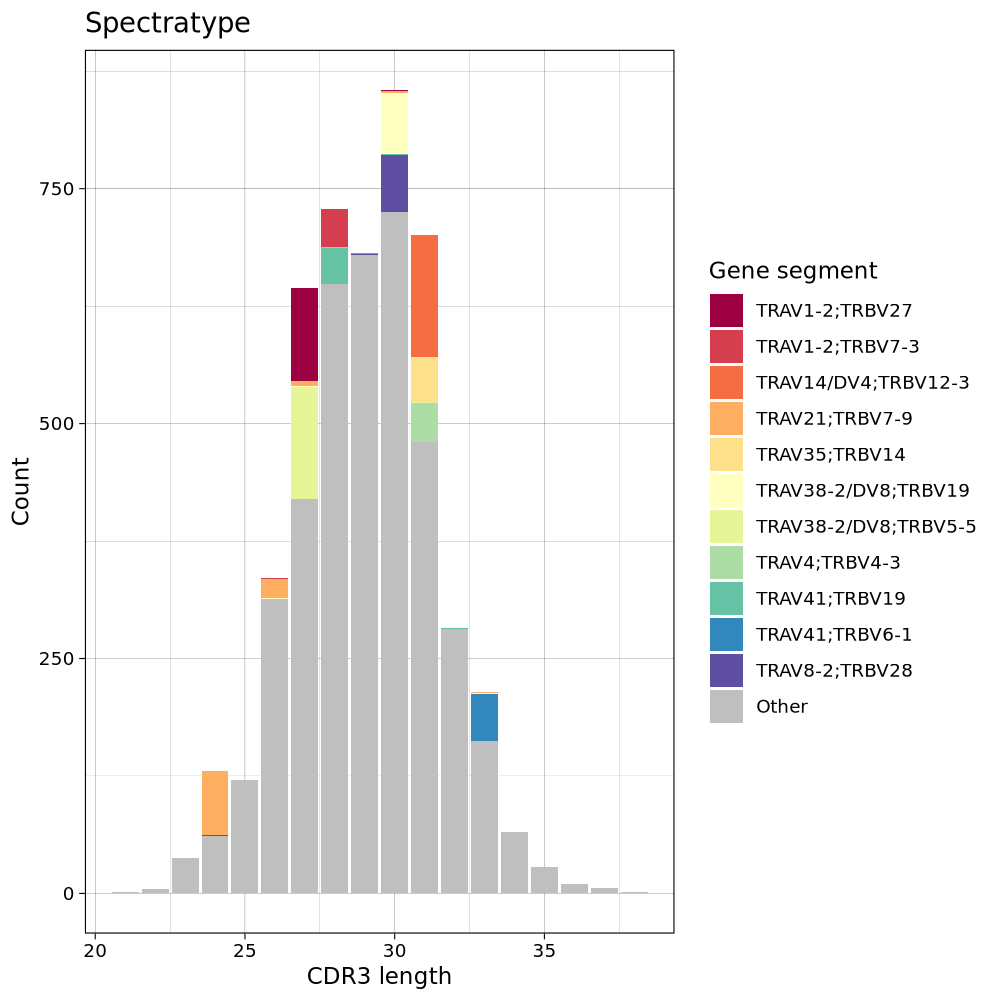 Spectratype
Count
750
500
250
0
20
25
30
35
CDR3 length
Gene segment
TRAV1-2;TRBV27
TRAV1-2;TRBV7-3
TRAV14/DV4;TRBV12-3
TRAV21;TRBV7-9
TRAV35;TRBV14
TRAV38-2/DV8;TRBV19
TRAV38-2/DV8;TRBV5-5
TRAV4;TRBV4-3
TRAV41;TRBV19
TRAV41;TRBV6-1
TRAV8-2;TRBV28
Other